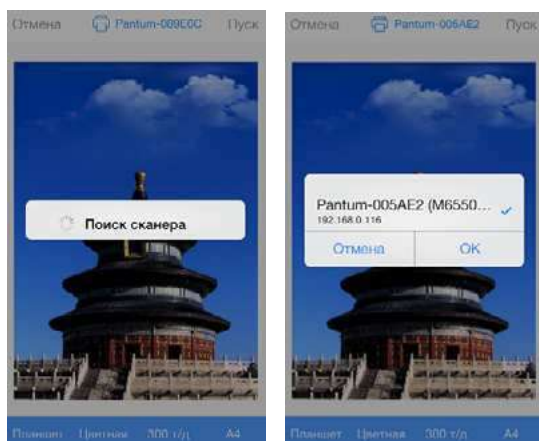 Отмена Pantum-009E0C Пуск
Поиск сканера
Планшет Цветная 300 т/д A4
Отмена Pantum-005AE2 Пуск
Pantum-005AE2 (M6550...
192.168.0.116
Отмена OK
Планшет Цветная 300 т/д A4